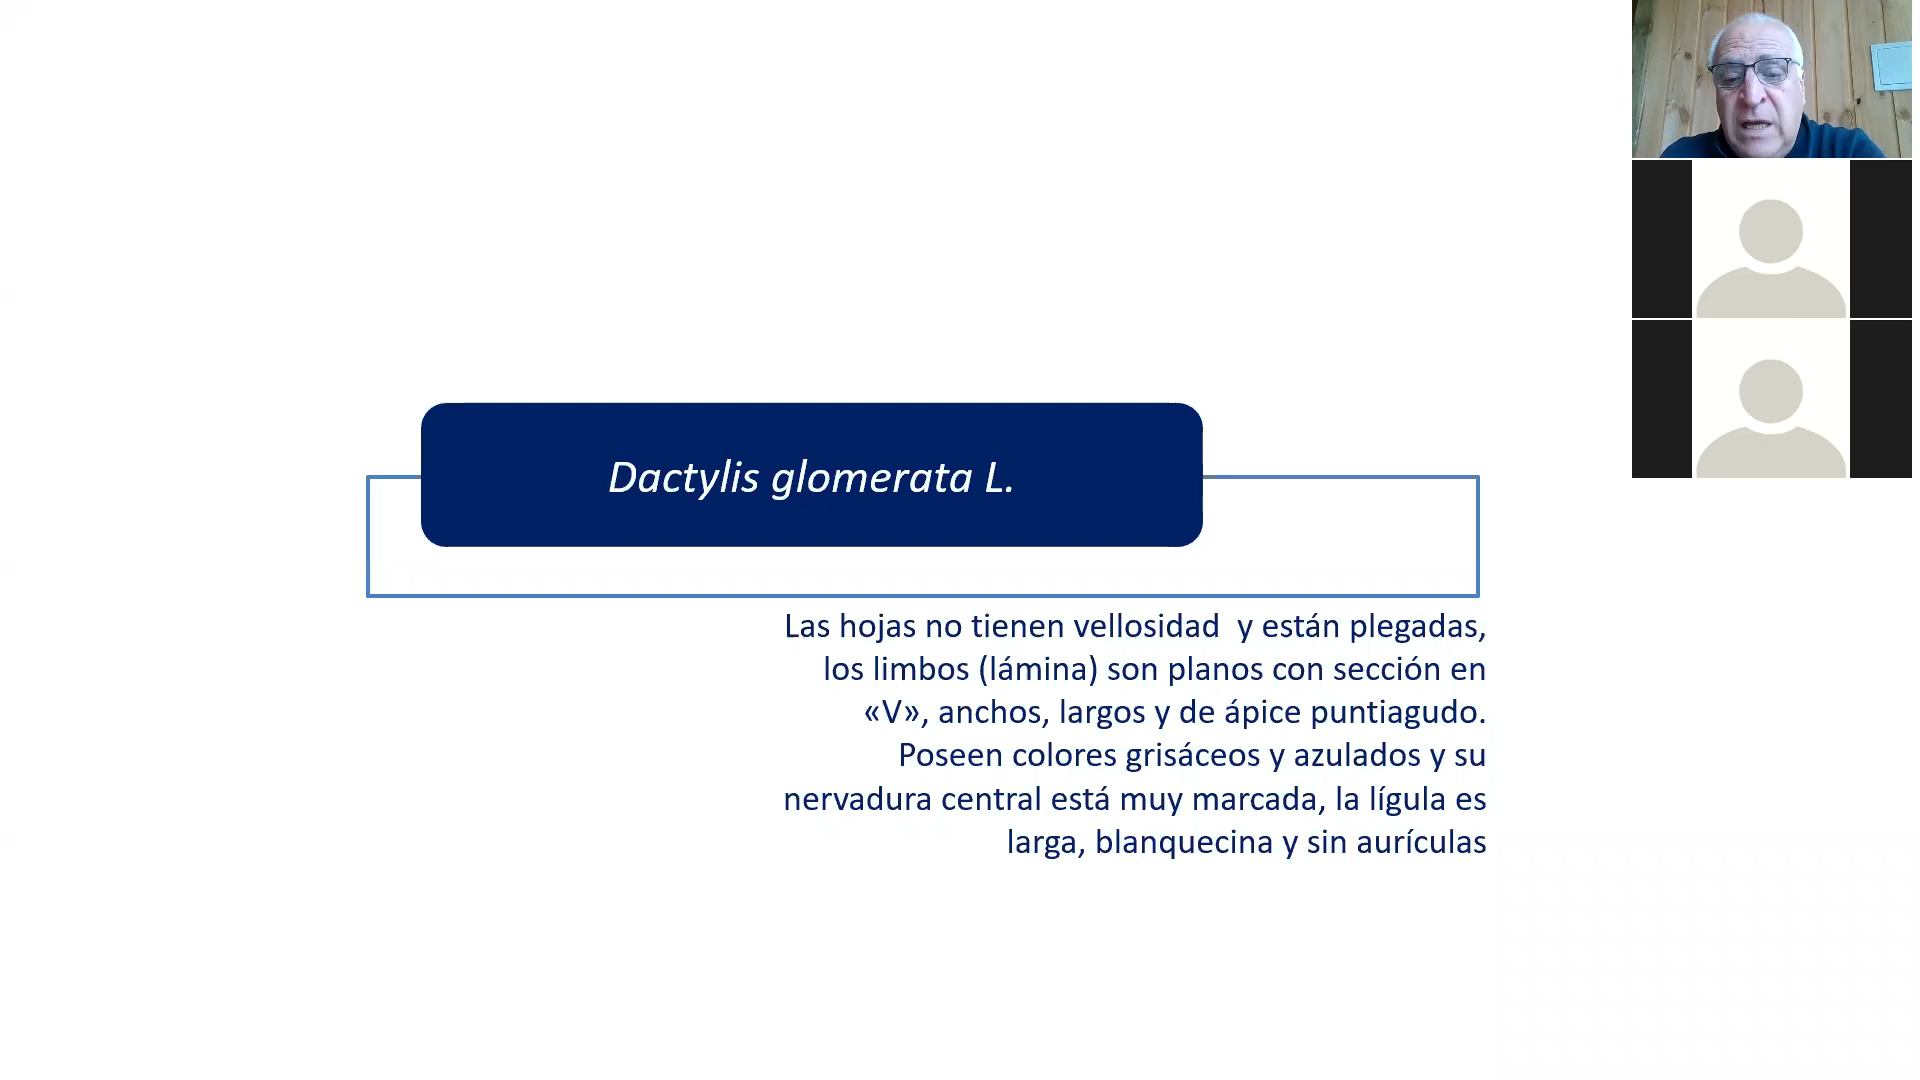 Dactylis glomerata L.
Las hojas no tienen vellosidad  y están plegadas,
los limbos (lámina) son planos con sección en
«V», anchos, largos y de ápice puntiagudo.
Poseen colores grisáceos y azulados y su
nervadura central está muy marcada, la lígula es
larga, blanquecina y sin aurículas